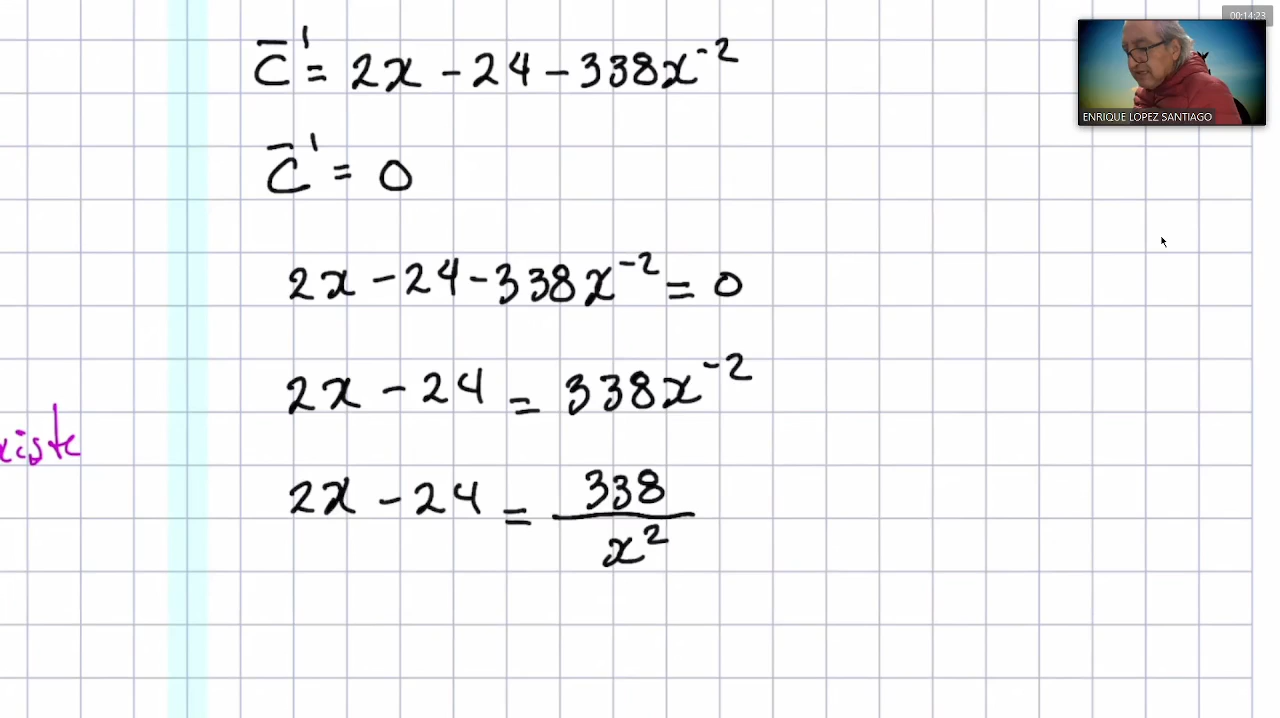 00:14:23
C̅' = 2x - 24 - 338x⁻²
ENRIQUE LOPEZ SANTIAGO
C̅' = 0
2x - 24 - 338x⁻² = 0
2x - 24 = 338x⁻²
xiste
2x - 24 = 338/x²